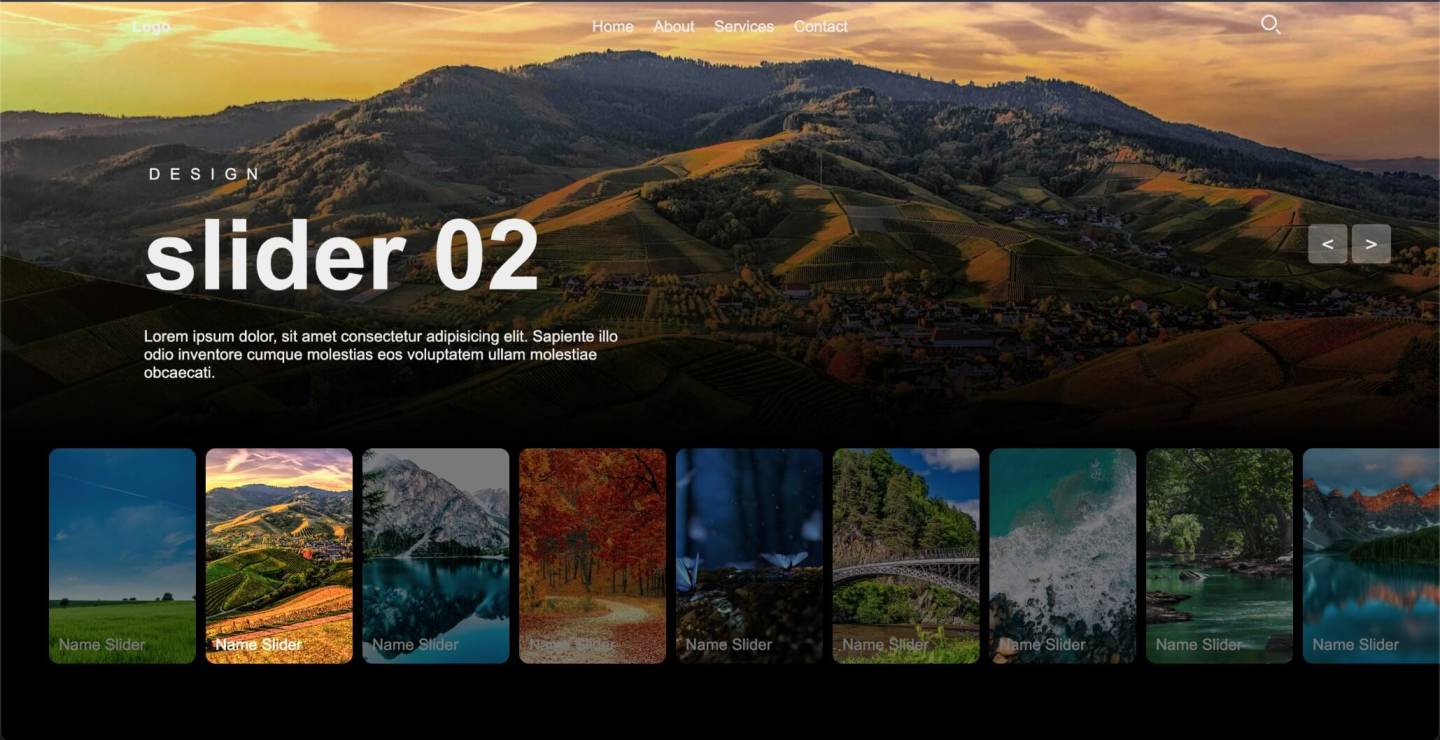 Logo
Home About Services Contact
DESIGN
slider 02
< >
Lorem ipsum dolor, sit amet consectetur adipisicing elit. Sapiente illo
odio inventore cumque molestias eos voluptatem ullam molestiae
obcaecati.
Name Slider Name Slider Name Slider Name Slider Name Slider Name Slider Name Slider Name Slider Name Slider